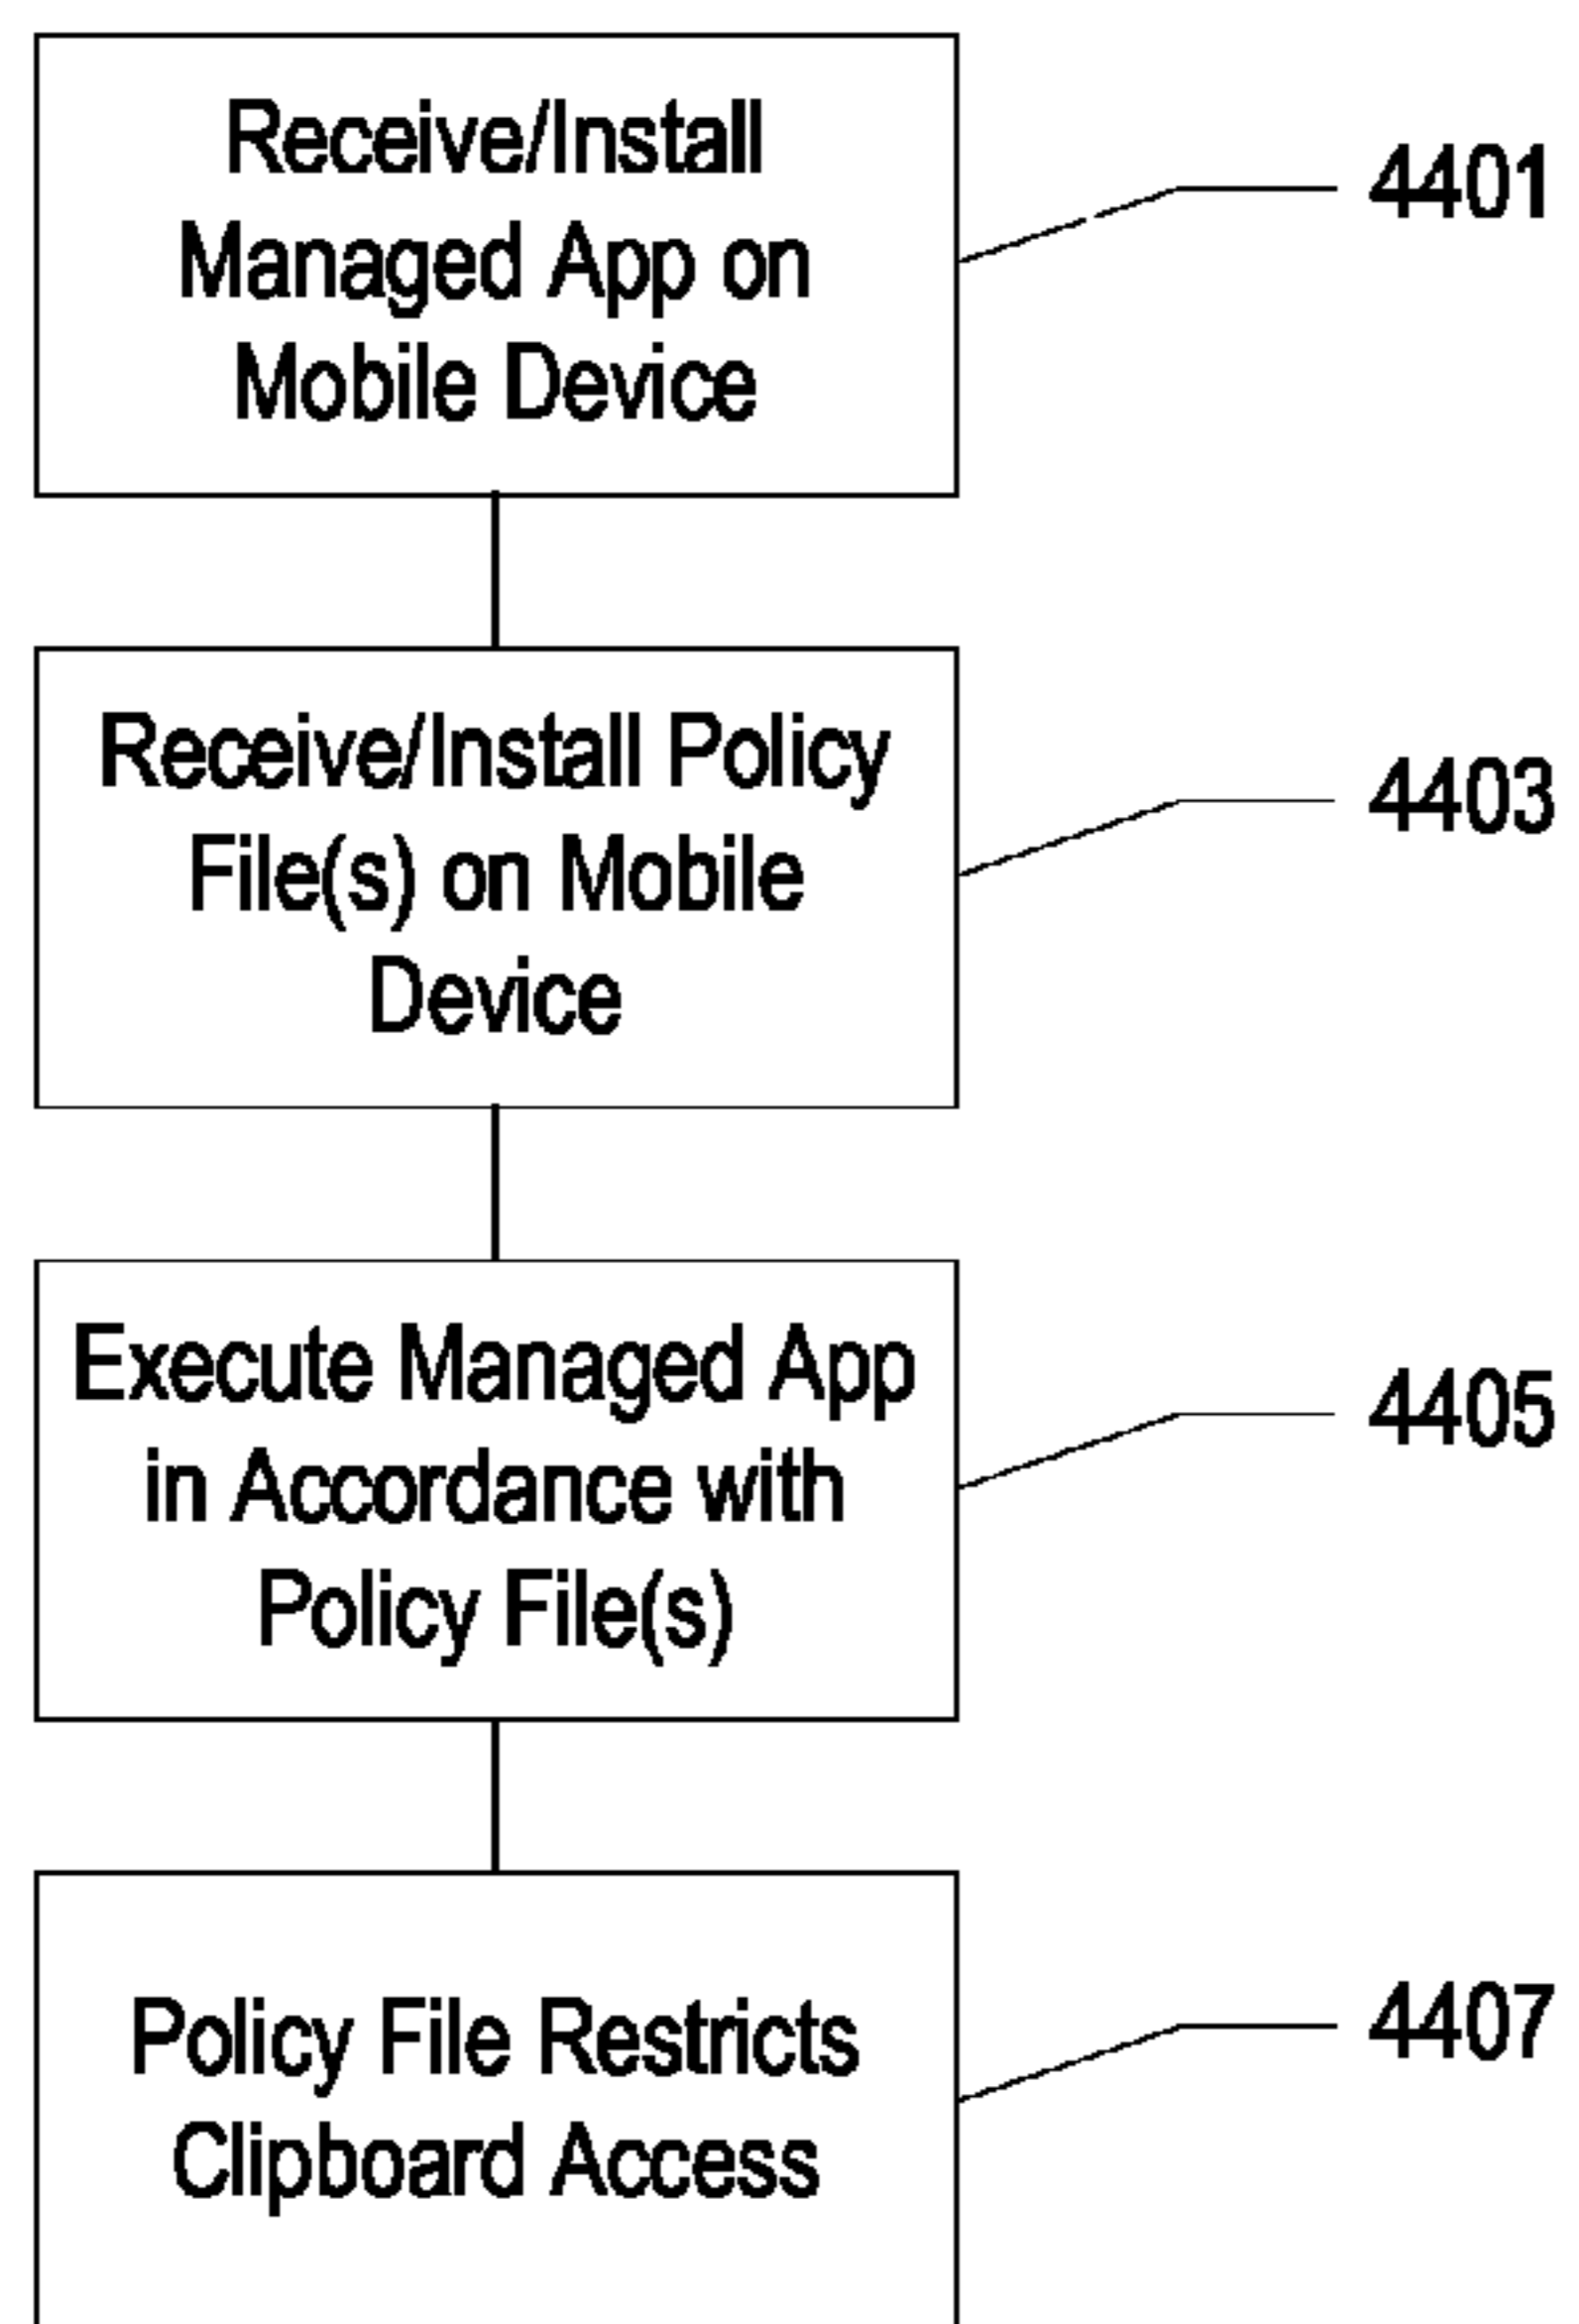 Receive/Install
Managed App on
Mobile Device
4401
Receive/Install Policy
File(s) on Mobile
Device
4403
Execute Managed App
in Accordance with
Policy File(s)
4405
Policy File Restricts
Clipboard Access
4407